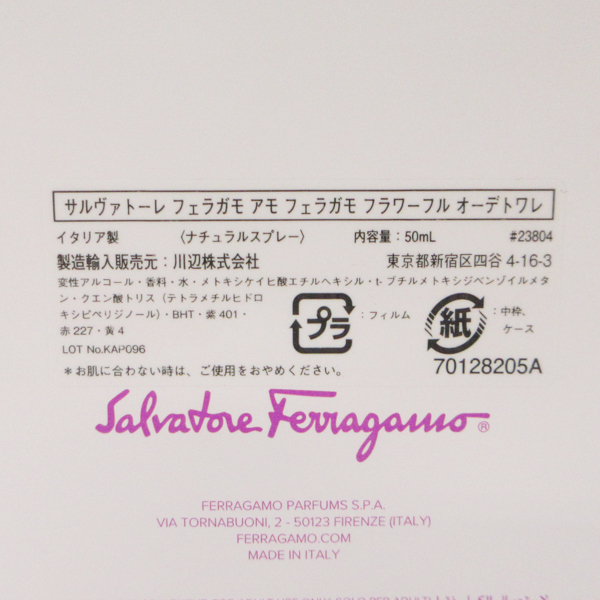 サルヴァトーレ フェラガモ アモ フェラガモ フラワーフル オーデトワレ
イタリア製 〈ナチュラルスプレー〉 内容量：50mL #23804
製造輸入販売元：川辺株式会社 東京都新宿区四谷 4-16-3
変性アルコール・香料・水・メトキシケイヒ酸エチルヘキシル・t-ブチルメトキシジベンゾイルメタ
ン・クエン酸トリス（テトラメチルヒドロ
キシピペリジノール）・BHT・紫401・
赤227・黄4
LOT No.KAP096
＊お肌に合わない時は、ご使用をおやめください。
プラ
：フィルム
紙
：中枠、
ケース
70128205A
Salvatore Ferragamo®
FERRAGAMO PARFUMS S.P.A.
VIA TORNABUONI, 2 - 50123 FIRENZE (ITALY)
FERRAGAMO.COM
MADE IN ITALY